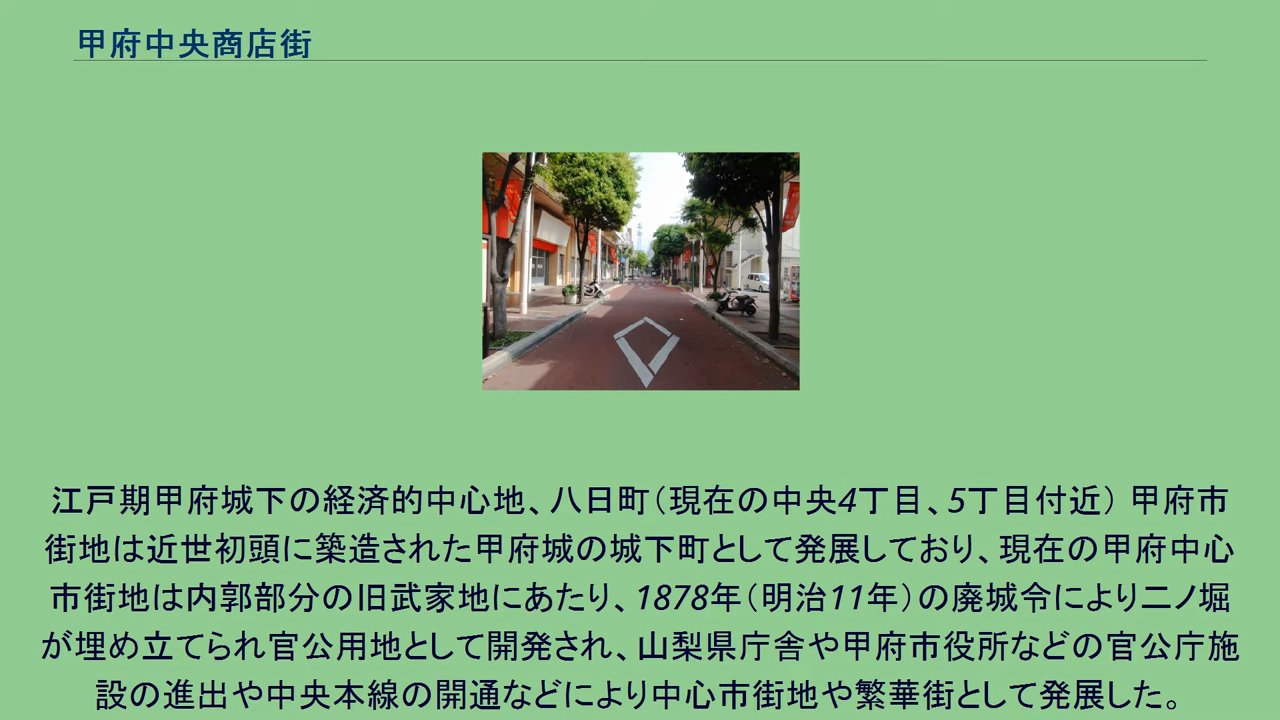 甲府中央商店街
江戸期甲府城下の経済的中心地、八日町（現在の中央4丁目、5丁目付近） 甲府市
街地は近世初頭に築造された甲府城の城下町として発展しており、現在の甲府中心
市街地は内郭部分の旧武家地にあたり、1878年（明治11年）の廃城令により二ノ堀
が埋め立てられ官公用地として開発され、山梨県庁舎や甲府市役所などの官公庁施
設の進出や中央本線の開通などにより中心市街地や繁華街として発展した。